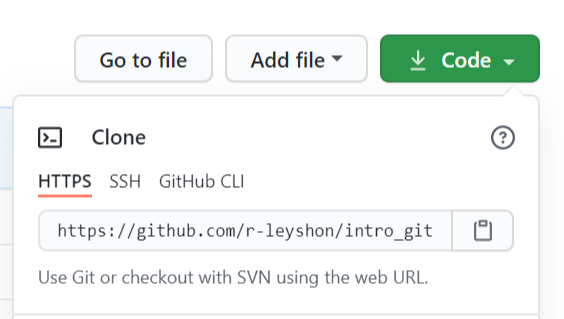 Go to file Add file Code
Clone
HTTPS SSH GitHub CLI
https://github.com/r-leyshon/intro_git
Use Git or checkout with SVN using the web URL.